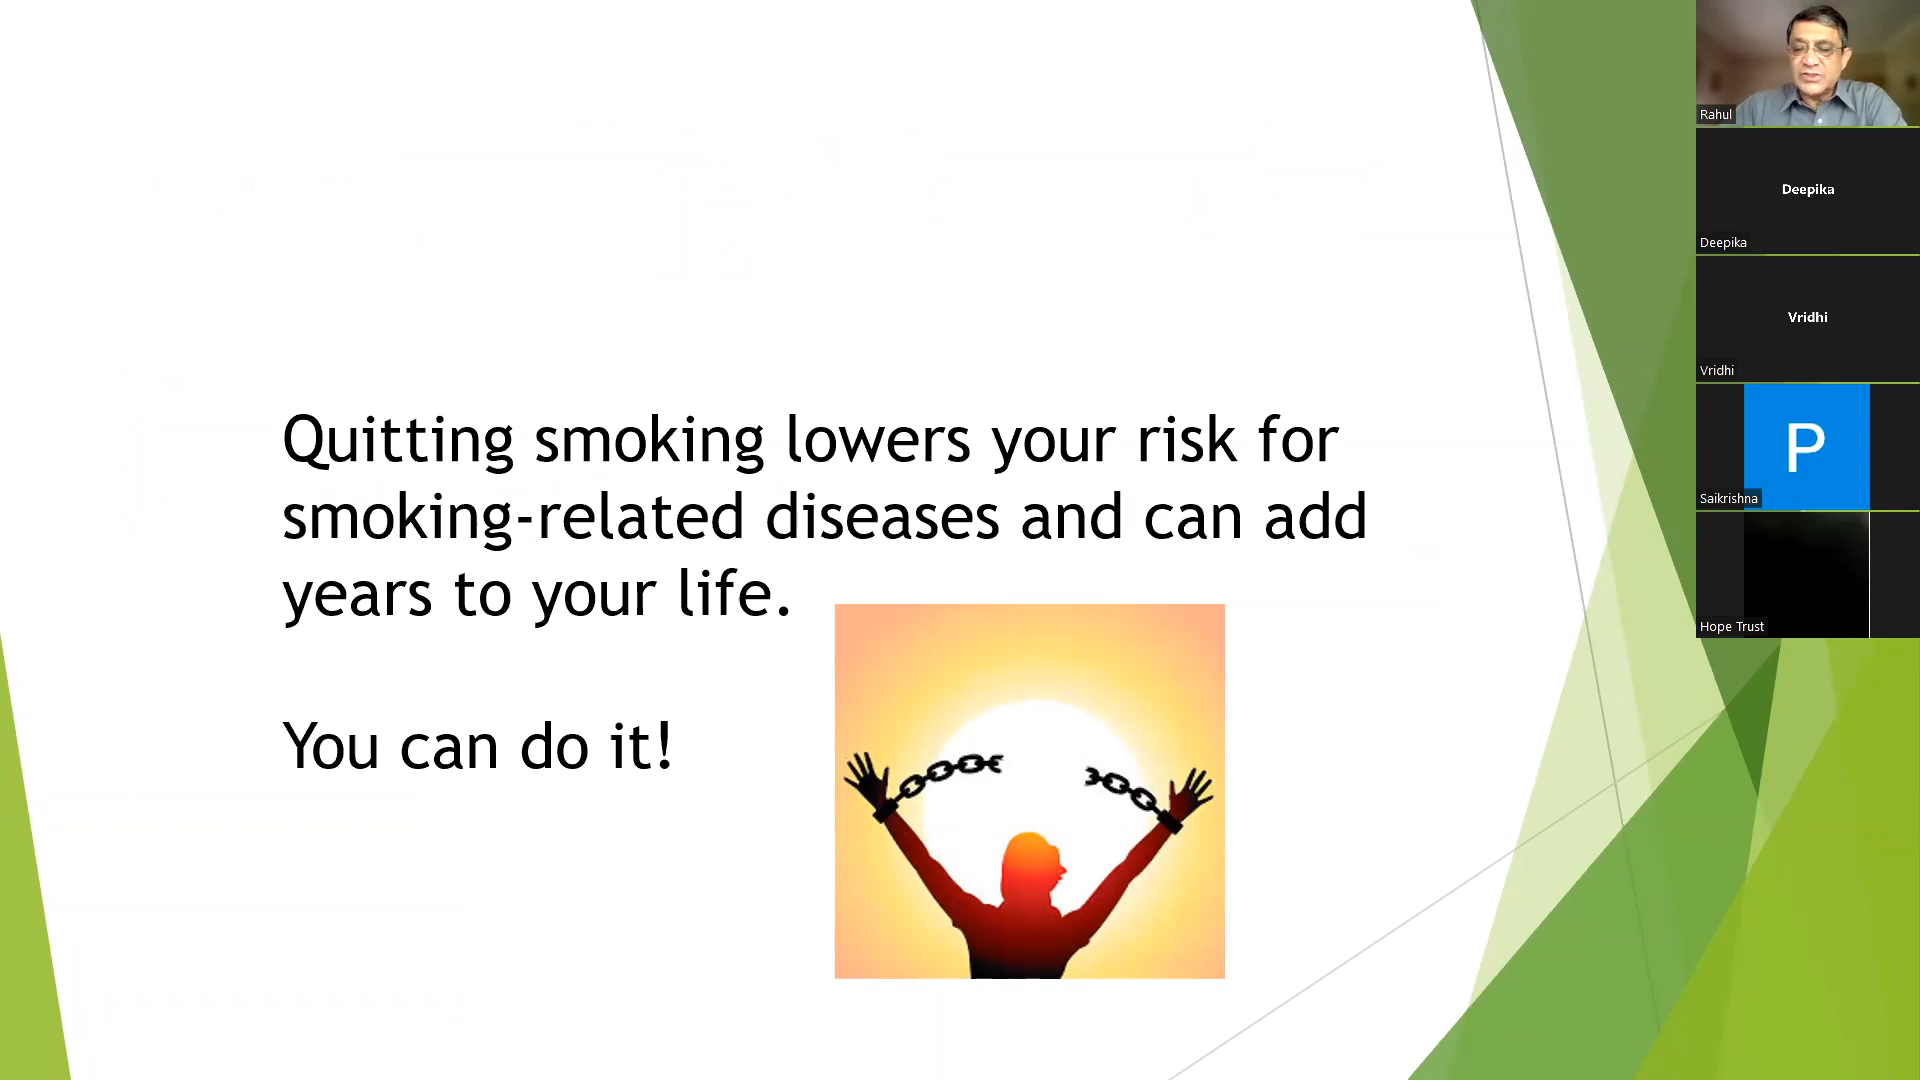 Quitting smoking lowers your risk for
smoking-related diseases and can add
years to your life.
You can do it!
Rahul
Deepika
Deepika
Vridhi
Vridhi
P
Saikrishna
Hope Trust